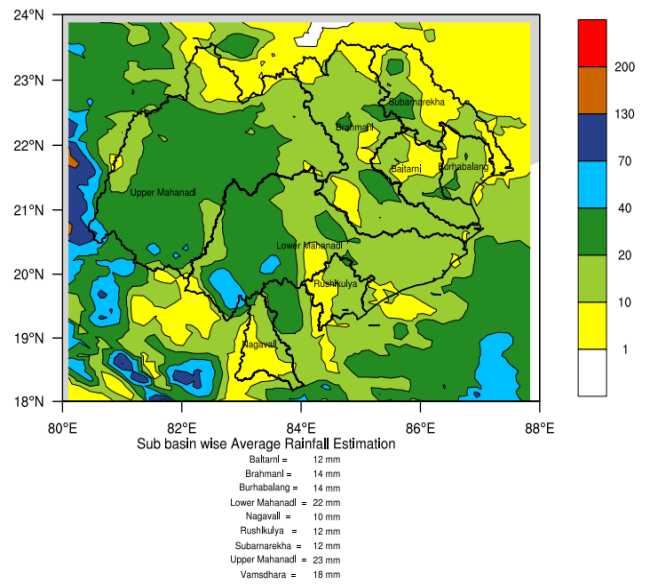 24°N
23°N
22°N
21°N
20°N
19°N
18°N
80°E 82°E 84°E 86°E 88°E
Subarnarekha
Brahmani
Baitarni
Burhabalang
Upper Mahanadi
Lower Mahanadi
Rushikulya
Nagavali
200
130
70
40
20
10
1
Sub basin wise Average Rainfall Estimation
Baitarni = 12 mm
Brahmani = 14 mm
Burhabalang = 14 mm
Lower Mahanadi = 22 mm
Nagavali = 10 mm
Rushikulya = 12 mm
Subarnarekha = 12 mm
Upper Mahanadi = 23 mm
Vamsdhara = 18 mm